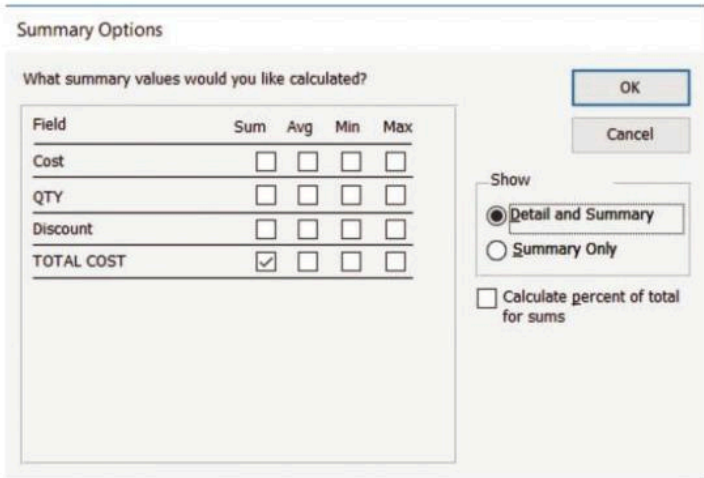 Summary Options
What summary values would you like calculated?
OK
Cancel
Field Sum Avg Min Max
Cost
QTY
Discount
TOTAL COST
Show
Detail and Summary
Summary Only
Calculate percent of total
for sums